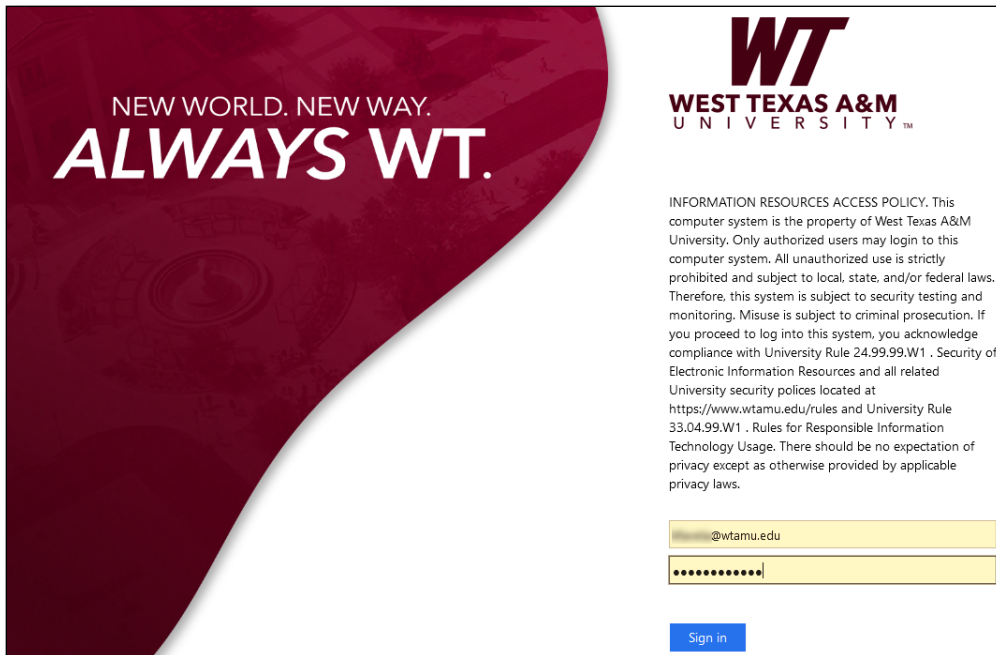 NEW WORLD. NEW WAY.
ALWAYS WT.
WT
WEST TEXAS A&M
UNIVERSITY™
INFORMATION RESOURCES ACCESS POLICY. This
computer system is the property of West Texas A&M
University. Only authorized users may login to this
computer system. All unauthorized use is strictly
prohibited and subject to local, state, and/or federal laws.
Therefore, this system is subject to security testing and
monitoring. Misuse is subject to criminal prosecution. If
you proceed to log into this system, you acknowledge
compliance with University Rule 24.99.99.W1 . Security of
Electronic Information Resources and all related
University security polices located at
https://www.wtamu.edu/rules and University Rule
33.04.99.W1 . Rules for Responsible Information
Technology Usage. There should be no expectation of
privacy except as otherwise provided by applicable
privacy laws.
@wtamu.edu
••••••••••••
Sign in